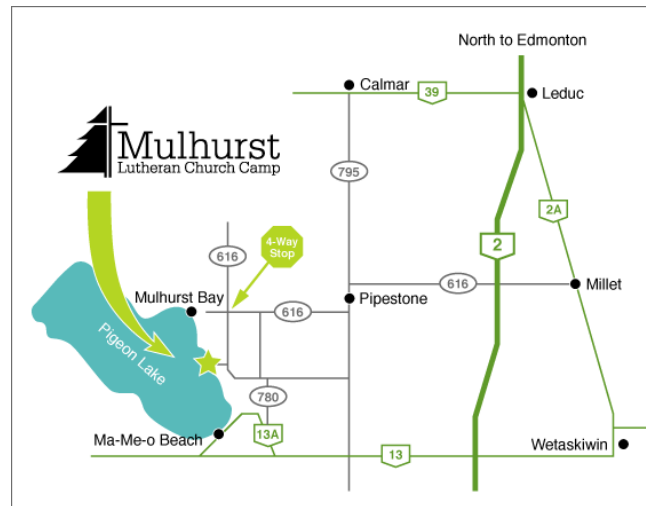 North to Edmonton
Calmar
39
Leduc
Mulhurst
Lutheran Church Camp
795
2A
4-Way
Stop
616
2
616
Millet
Mulhurst Bay
616
Pipestone
Pigeon Lake
780
Ma-Me-o Beach
13A
13
Wetaskiwin